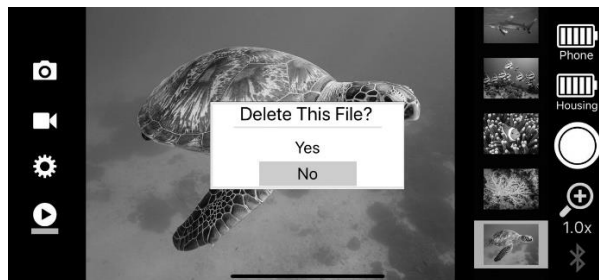 Delete This File?
Yes
No
Phone
Housing
1.0x